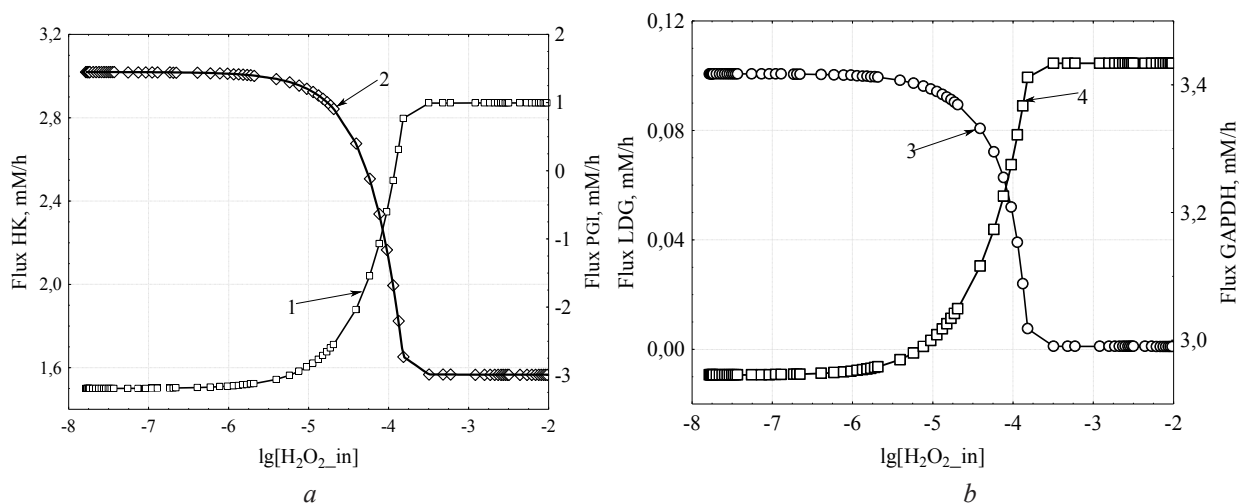 a
b
3,2
2,8
2,4
2,0
1,6
Flux HK, mM/h
2
1
0
-1
-2
-3
Flux PGI, mM/h
2
1
-8 -7 -6 -5 -4 -3 -2
lg[H₂O₂_in]
a
0,12
0,08
0,04
0,00
Flux LDG, mM/h
3,4
3,2
3,0
Flux GAPDH, mM/h
3
4
-8 -7 -6 -5 -4 -3 -2
lg[H₂O₂_in]
b